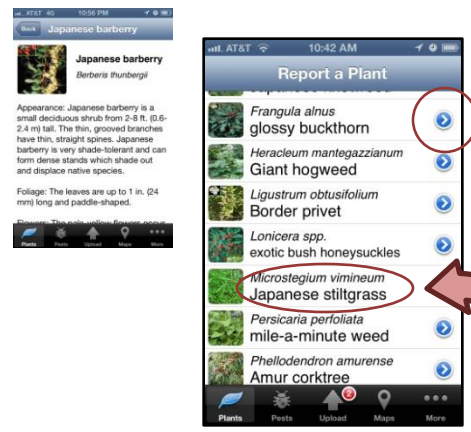 AT&T 4G 10:56 PM
Back Japanese barberry
Japanese barberry
Berberis thunbergii
Appearance: Japanese barberry is a
small deciduous shrub from 2-8 ft. (0.6-
2.4 m) tall. The thin, grooved branches
have thin, straight spines. Japanese
barberry is very shade-tolerant and can
form dense stands which shade out
and displace native species.
Foliage: The leaves are up to 1 in. (24
mm) long and paddle-shaped.
Plants Pests Upload Maps More
AT&T 10:42 AM
Report a Plant
Frangula alnus
glossy buckthorn
Heracleum mantegazzianum
Giant hogweed
Ligustrum obtusifolium
Border privet
Lonicera spp.
exotic bush honeysuckles
Microstegium vimineum
Japanese stiltgrass
Persicaria perfoliata
mile-a-minute weed
Phellodendron amurense
Amur corktree
2
Plants Pests Upload Maps More